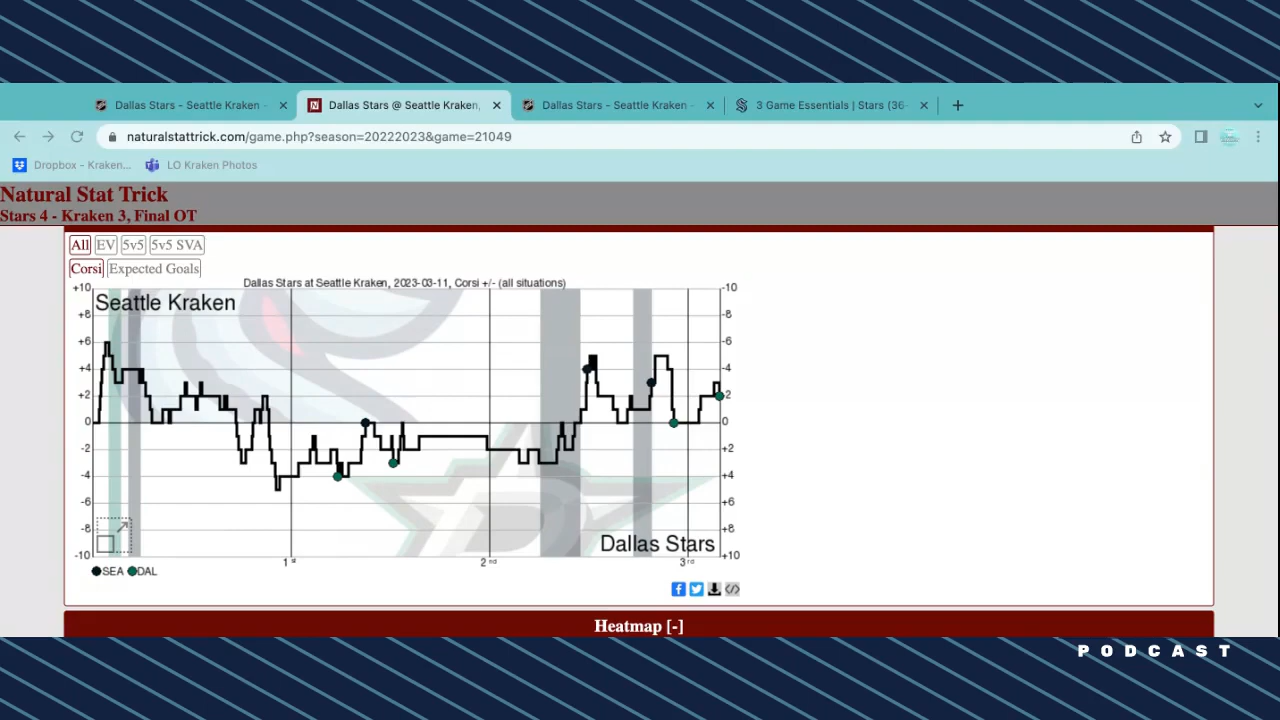 Dallas Stars - Seattle Kraken -
Dallas Stars @ Seattle Kraken,
Dallas Stars - Seattle Kraken -
3 Game Essentials | Stars (36-
naturalstattrick.com/game.php?season=20222023&game=21049
Dropbox - Kraken...
LO Kraken Photos
Natural Stat Trick
Stars 4 - Kraken 3, Final OT
All EV 5v5 5v5 SVA
Corsi Expected Goals
Dallas Stars at Seattle Kraken, 2023-03-11, Corsi +/- (all situations)
Seattle Kraken
+10 -10
+8 -8
+6 -6
+4 -4
+2 -2
0 0
-2 +2
-4 +4
-6 +6
-8 +8
-10 +10
Dallas Stars
1st 2nd 3rd
SEA DAL
Heatmap [-]
PODCAST